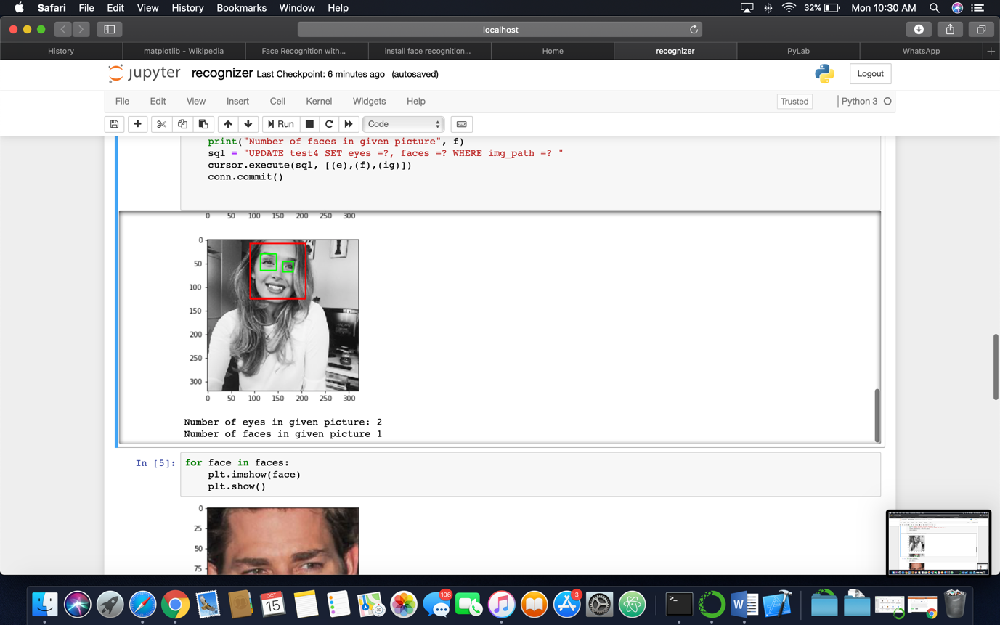 Safari File Edit View History Bookmarks Window Help 32% Mon 10:30 AM
localhost
History matplotlib - Wikipedia Face Recognition with... install face recognition... Home recognizer PyLab WhatsApp
jupyter recognizer Last Checkpoint: 6 minutes ago (autosaved) Logout
File Edit View Insert Cell Kernel Widgets Help Trusted Python 3
Run Code
print("Number of faces in given picture", f)
sql = "UPDATE test4 SET eyes =?, faces =? WHERE img_path =? "
cursor.execute(sql, [(e),(f),(ig)])
conn.commit()
0 50 100 150 200 250 300
0
50
100
150
200
250
300
0 50 100 150 200 250 300
Number of eyes in given picture: 2
Number of faces in given picture 1
In [5]: for face in faces:
plt.imshow(face)
plt.show()
0
25
50
75
106
OCT
15
30
3
>_
W